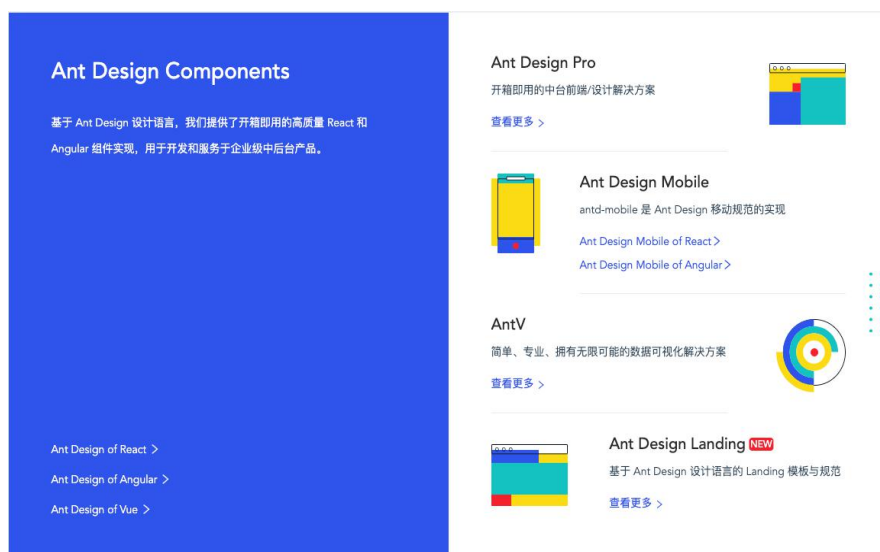 Ant Design Components
基于 Ant Design 设计语言，我们提供了开箱即用的高质量 React 和
Angular 组件实现，用于开发和服务于企业级中后台产品。
Ant Design of React >
Ant Design of Angular >
Ant Design of Vue >
Ant Design Pro
开箱即用的中台前端/设计解决方案
查看更多 >
Ant Design Mobile
antd-mobile 是 Ant Design 移动规范的实现
Ant Design Mobile of React >
Ant Design Mobile of Angular >
AntV
简单、专业、拥有无限可能的数据可视化解决方案
查看更多 >
Ant Design Landing NEW
基于 Ant Design 设计语言的 Landing 模板与规范
查看更多 >